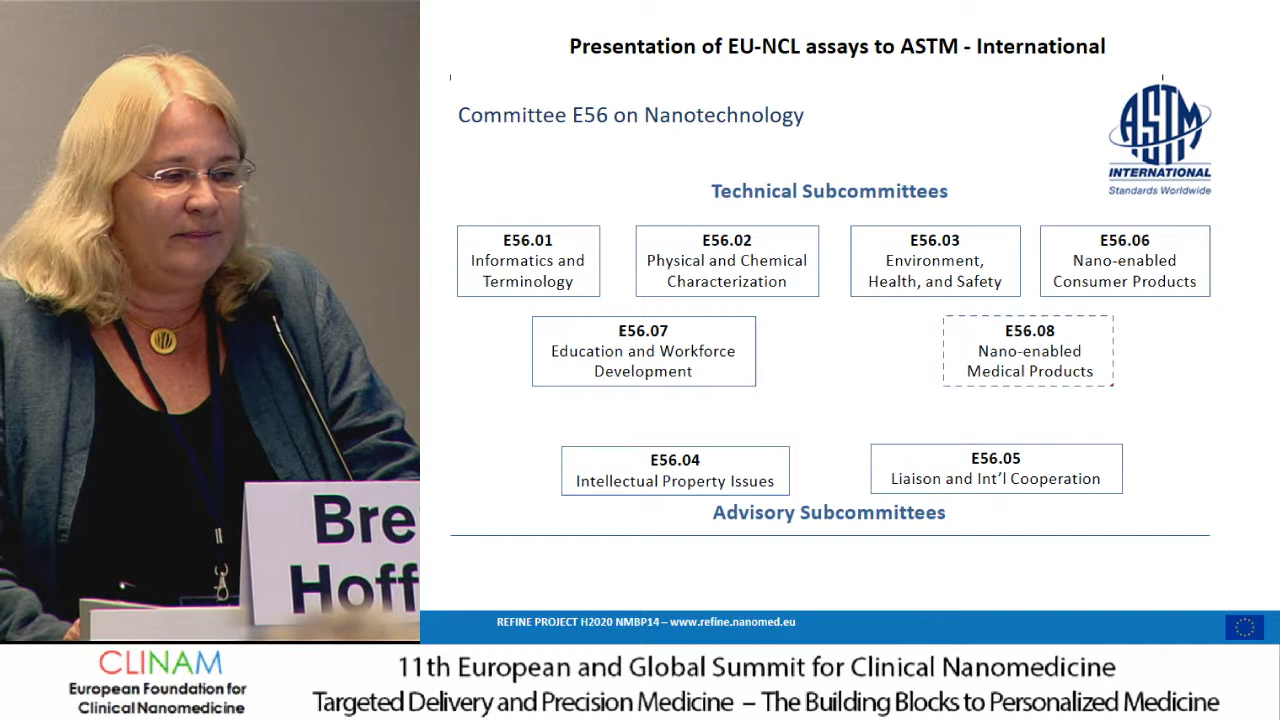 Presentation of EU-NCL assays to ASTM - International
Committee E56 on Nanotechnology
ASTM
INTERNATIONAL
Standards Worldwide
Technical Subcommittees
E56.01
Informatics and
Terminology
E56.02
Physical and Chemical
Characterization
E56.03
Environment,
Health, and Safety
E56.06
Nano-enabled
Consumer Products
E56.07
Education and Workforce
Development
E56.08
Nano-enabled
Medical Products
E56.04
Intellectual Property Issues
E56.05
Liaison and Int'l Cooperation
Advisory Subcommittees
Bre
Hoff
REFINE PROJECT H2020 NMBP14 – www.refine.nanomed.eu
CLINAM
European Foundation for
Clinical Nanomedicine
11th European and Global Summit for Clinical Nanomedicine
Targeted Delivery and Precision Medicine – The Building Blocks to Personalized Medicine